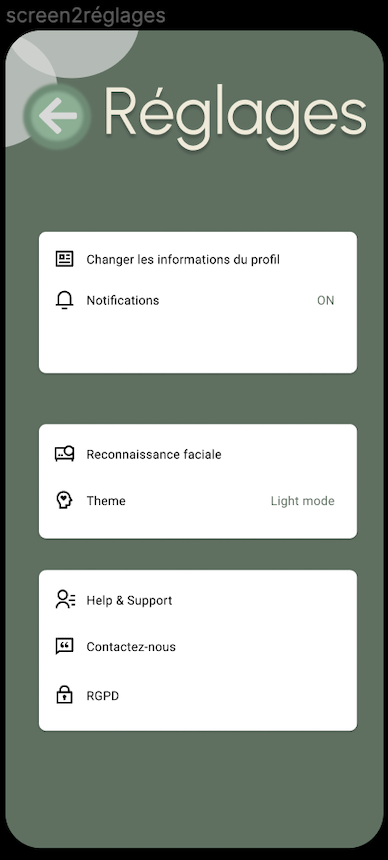 screen2réglages
Réglages
Changer les informations du profil
Notifications ON
Reconnaissance faciale
Theme Light mode
Help & Support
Contactez-nous
RGPD